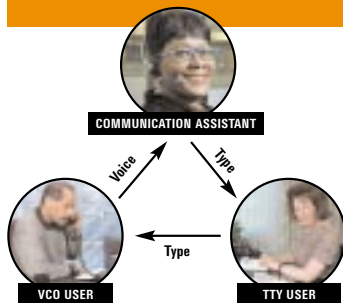 COMMUNICATION ASSISTANT
Voice
Type
Type
VCO USER
TTY USER